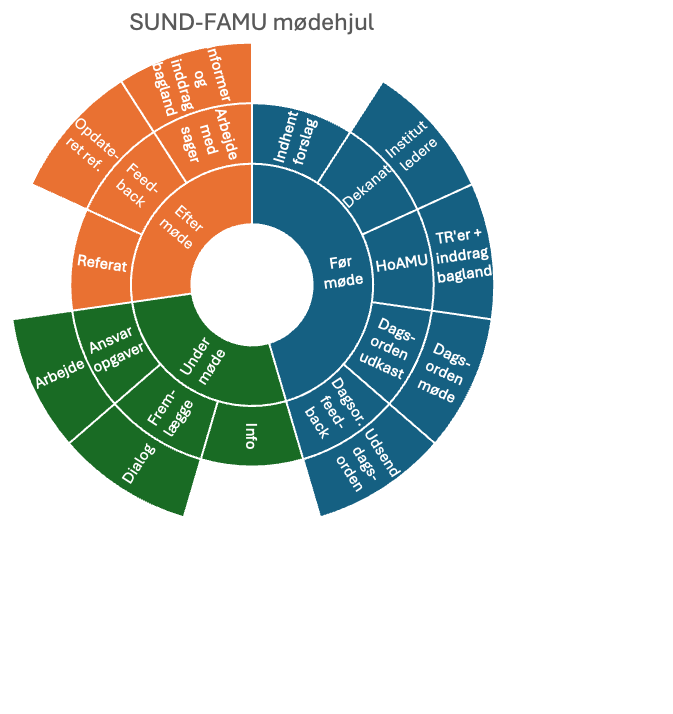 SUND-FAMU mødehjul
Indhent
forslag
Dekanat
Institut
ledere
Før
møde
HoAMU
TR'er +
inddrag
bagland
Dags-
orden
udkast
Dags-
orden
møde
Dagsor.
feed-
back
Udsend
dags-
orden
Under
møde
Info
Frem-
lægge
Dialog
Ansvar
opgaver
Arbejde
Efter
møde
Referat
Feed-
back
Opdate-
ret ref.
Arbejde
med
sager
nformer
og
inddrag
bagland